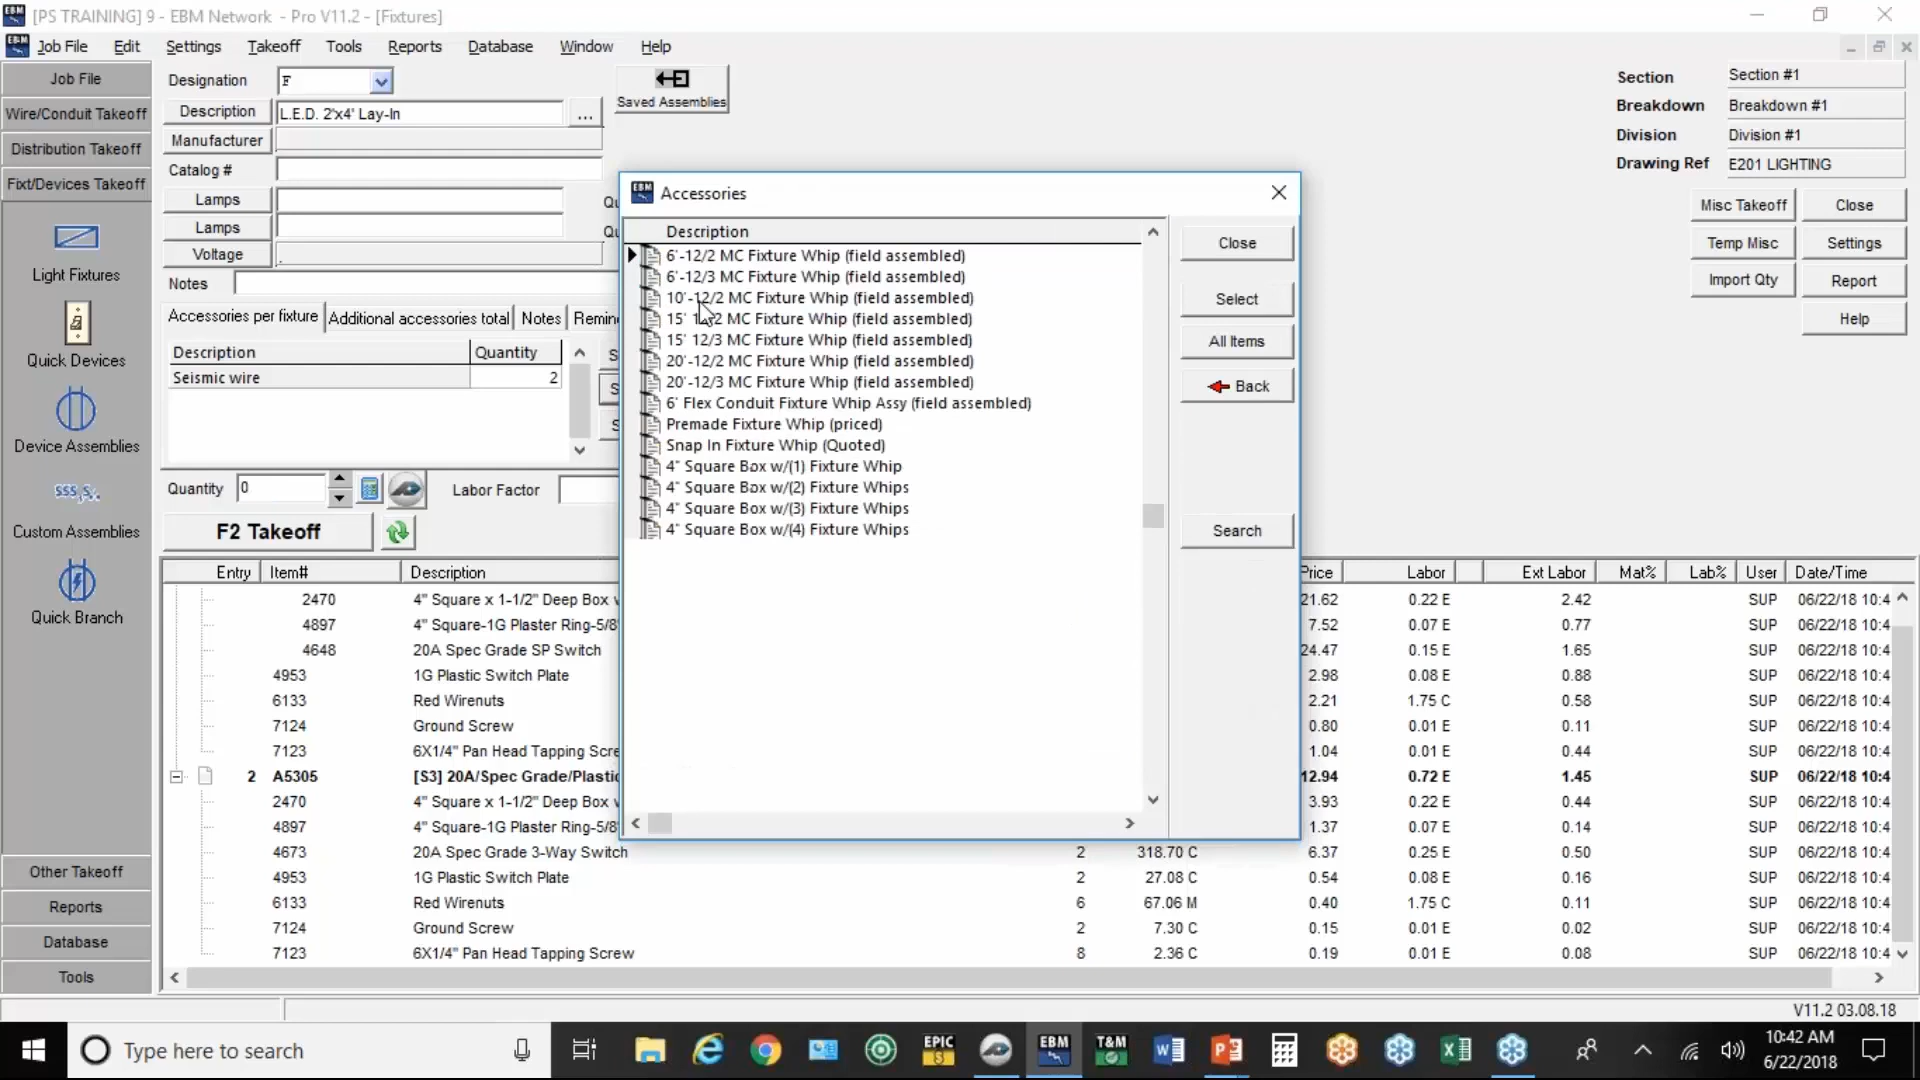 [PS TRAINING] 9 - EBM Network - Pro V11.2 - [Fixtures]
Job File Edit Settings Takeoff Tools Reports Database Window Help
Job File
Wire/Conduit Takeoff
Distribution Takeoff
Fixt/Devices Takeoff
Light Fixtures
Quick Devices
Device Assemblies
Custom Assemblies
Quick Branch
Other Takeoff
Reports
Database
Tools
Designation F
Description L.E.D. 2'x4' Lay-In ...
Manufacturer
Catalog #
Lamps
Lamps
Voltage .
Notes
Saved Assemblies
Accessories per fixture Additional accessories total Notes
Description Quantity
Seismic wire 2
Quantity 0 Labor Factor
F2 Takeoff
Section Section #1
Breakdown Breakdown #1
Division Division #1
Drawing Ref E201 LIGHTING
Misc Takeoff Close
Temp Misc Settings
Import Qty Report
Help
EBM Accessories
Description
6'-12/2 MC Fixture Whip (field assembled)
6'-12/3 MC Fixture Whip (field assembled)
10'-12/2 MC Fixture Whip (field assembled)
15' MC Fixture Whip (field assembled)
15' 12/3 MC Fixture Whip (field assembled)
20'-12/2 MC Fixture Whip (field assembled)
20'-12/3 MC Fixture Whip (field assembled)
6' Flex Conduit Fixture Whip Assy (field assembled)
Premade Fixture Whip (priced)
Snap In Fixture Whip (Quoted)
4" Square Box w/(1) Fixture Whip
4" Square Box w/(2) Fixture Whips
4" Square Box w/(3) Fixture Whips
4" Square Box w/(4) Fixture Whips
Close
Select
All Items
Back
Search
Entry Item# Description Price Labor Ext Labor Mat% Lab% User Date/Time
2470 4" Square x 1-1/2" Deep Box 21.62 0.22 E 2.42 SUP 06/22/18 10:4
4897 4" Square-1G Plaster Ring-5/8" 7.52 0.07 E 0.77 SUP 06/22/18 10:4
4648 20A Spec Grade SP Switch 24.47 0.15 E 1.65 SUP 06/22/18 10:4
4953 1G Plastic Switch Plate 2.98 0.08 E 0.88 SUP 06/22/18 10:4
6133 Red Wirenuts 2.21 1.75 C 0.58 SUP 06/22/18 10:4
7124 Ground Screw 0.80 0.01 E 0.11 SUP 06/22/18 10:4
7123 6X1/4" Pan Head Tapping 1.04 0.01 E 0.44 SUP 06/22/18 10:4
2 A5305 [S3] 20A/Spec Grade/ 12.94 0.72 E 1.45 SUP 06/22/18 10:4
2470 4" Square x 1-1/2" Deep Box 3.93 0.22 E 0.44 SUP 06/22/18 10:4
4897 4" Square-1G Plaster Ring-5/8" 1.37 0.07 E 0.14 SUP 06/22/18 10:4
4673 20A Spec Grade 3-Way Switch 2 318.70 C 6.37 0.25 E 0.50 SUP 06/22/18 10:4
4953 1G Plastic Switch Plate 2 27.08 C 0.54 0.08 E 0.16 SUP 06/22/18 10:4
6133 Red Wirenuts 6 67.06 M 0.40 1.75 C 0.11 SUP 06/22/18 10:4
7124 Ground Screw 2 7.30 C 0.15 0.01 E 0.02 SUP 06/22/18 10:4
7123 6X1/4" Pan Head Tapping Screw 8 2.36 C 0.19 0.01 E 0.08 SUP 06/22/18 10:4
V11.2 03.08.18
Type here to search
EPIC
EBM
T&M
10:42 AM
6/22/2018